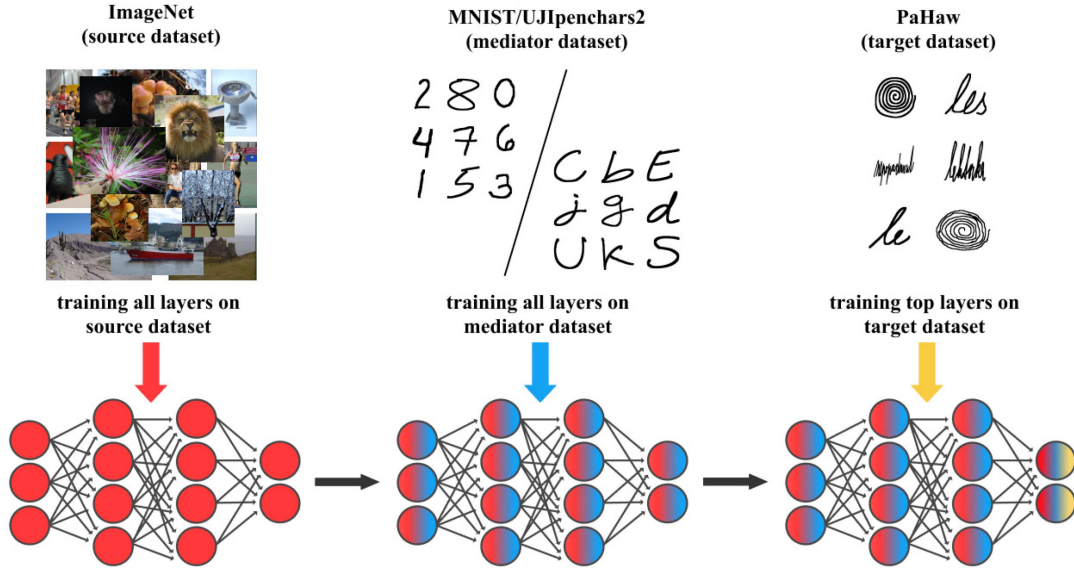 ImageNet
(source dataset)
MNIST/UJIpenchars2
(mediator dataset)
PaHaw
(target dataset)
2 8 0
4 7 6
1 5 3
C b E
j g d
U k S
les
le
training all layers on
source dataset
training all layers on
mediator dataset
training top layers on
target dataset